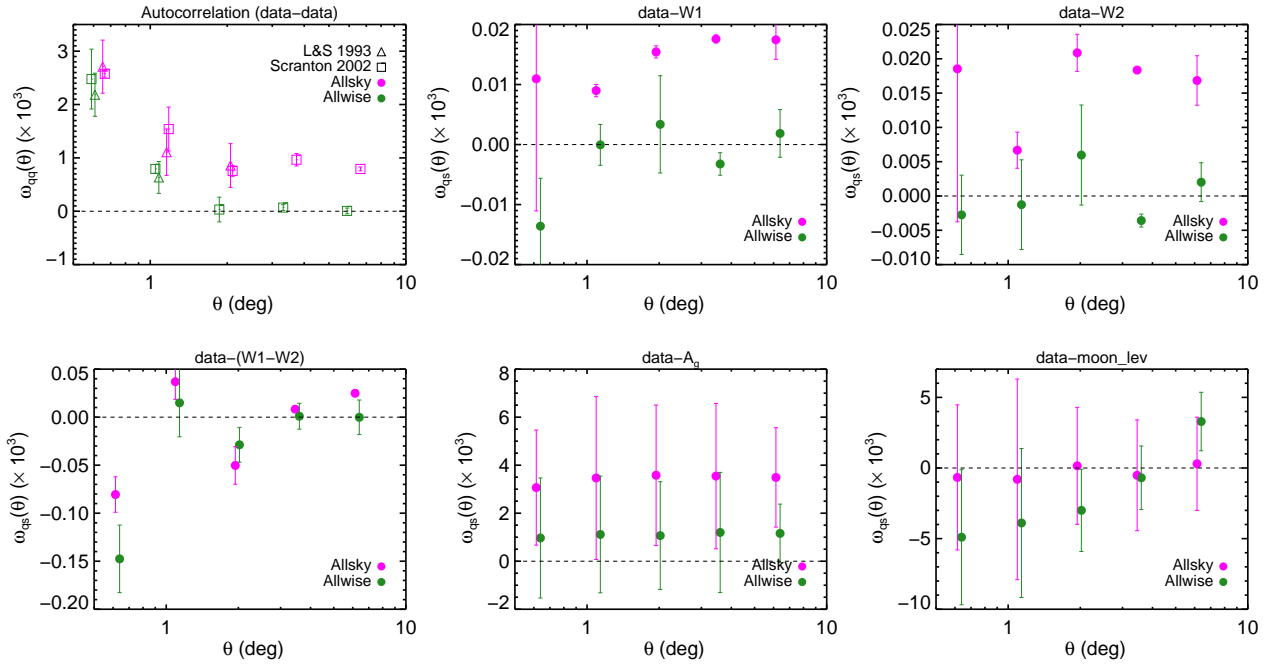 Autocorrelation (data−data)
L&S 1993
Scranton 2002
Allsky
Allwise
3
2
1
0
−1
1
10
ω_qq(θ) (× 10³)
θ (deg)
data−W1
0.02
0.01
0.00
−0.01
−0.02
Allsky
Allwise
1
10
ω_qs(θ) (× 10³)
θ (deg)
data−W2
0.025
0.020
0.015
0.010
0.005
0.000
−0.005
−0.010
Allsky
Allwise
1
10
ω_qs(θ) (× 10³)
θ (deg)
data−(W1−W2)
0.05
0.00
−0.05
−0.10
−0.15
−0.20
Allsky
Allwise
1
10
ω_qs(θ) (× 10³)
θ (deg)
data−A_g
8
6
4
2
0
−2
Allsky
Allwise
1
10
ω_qs(θ) (× 10³)
θ (deg)
data−moon_lev
5
0
−5
−10
Allsky
Allwise
1
10
ω_qs(θ) (× 10³)
θ (deg)